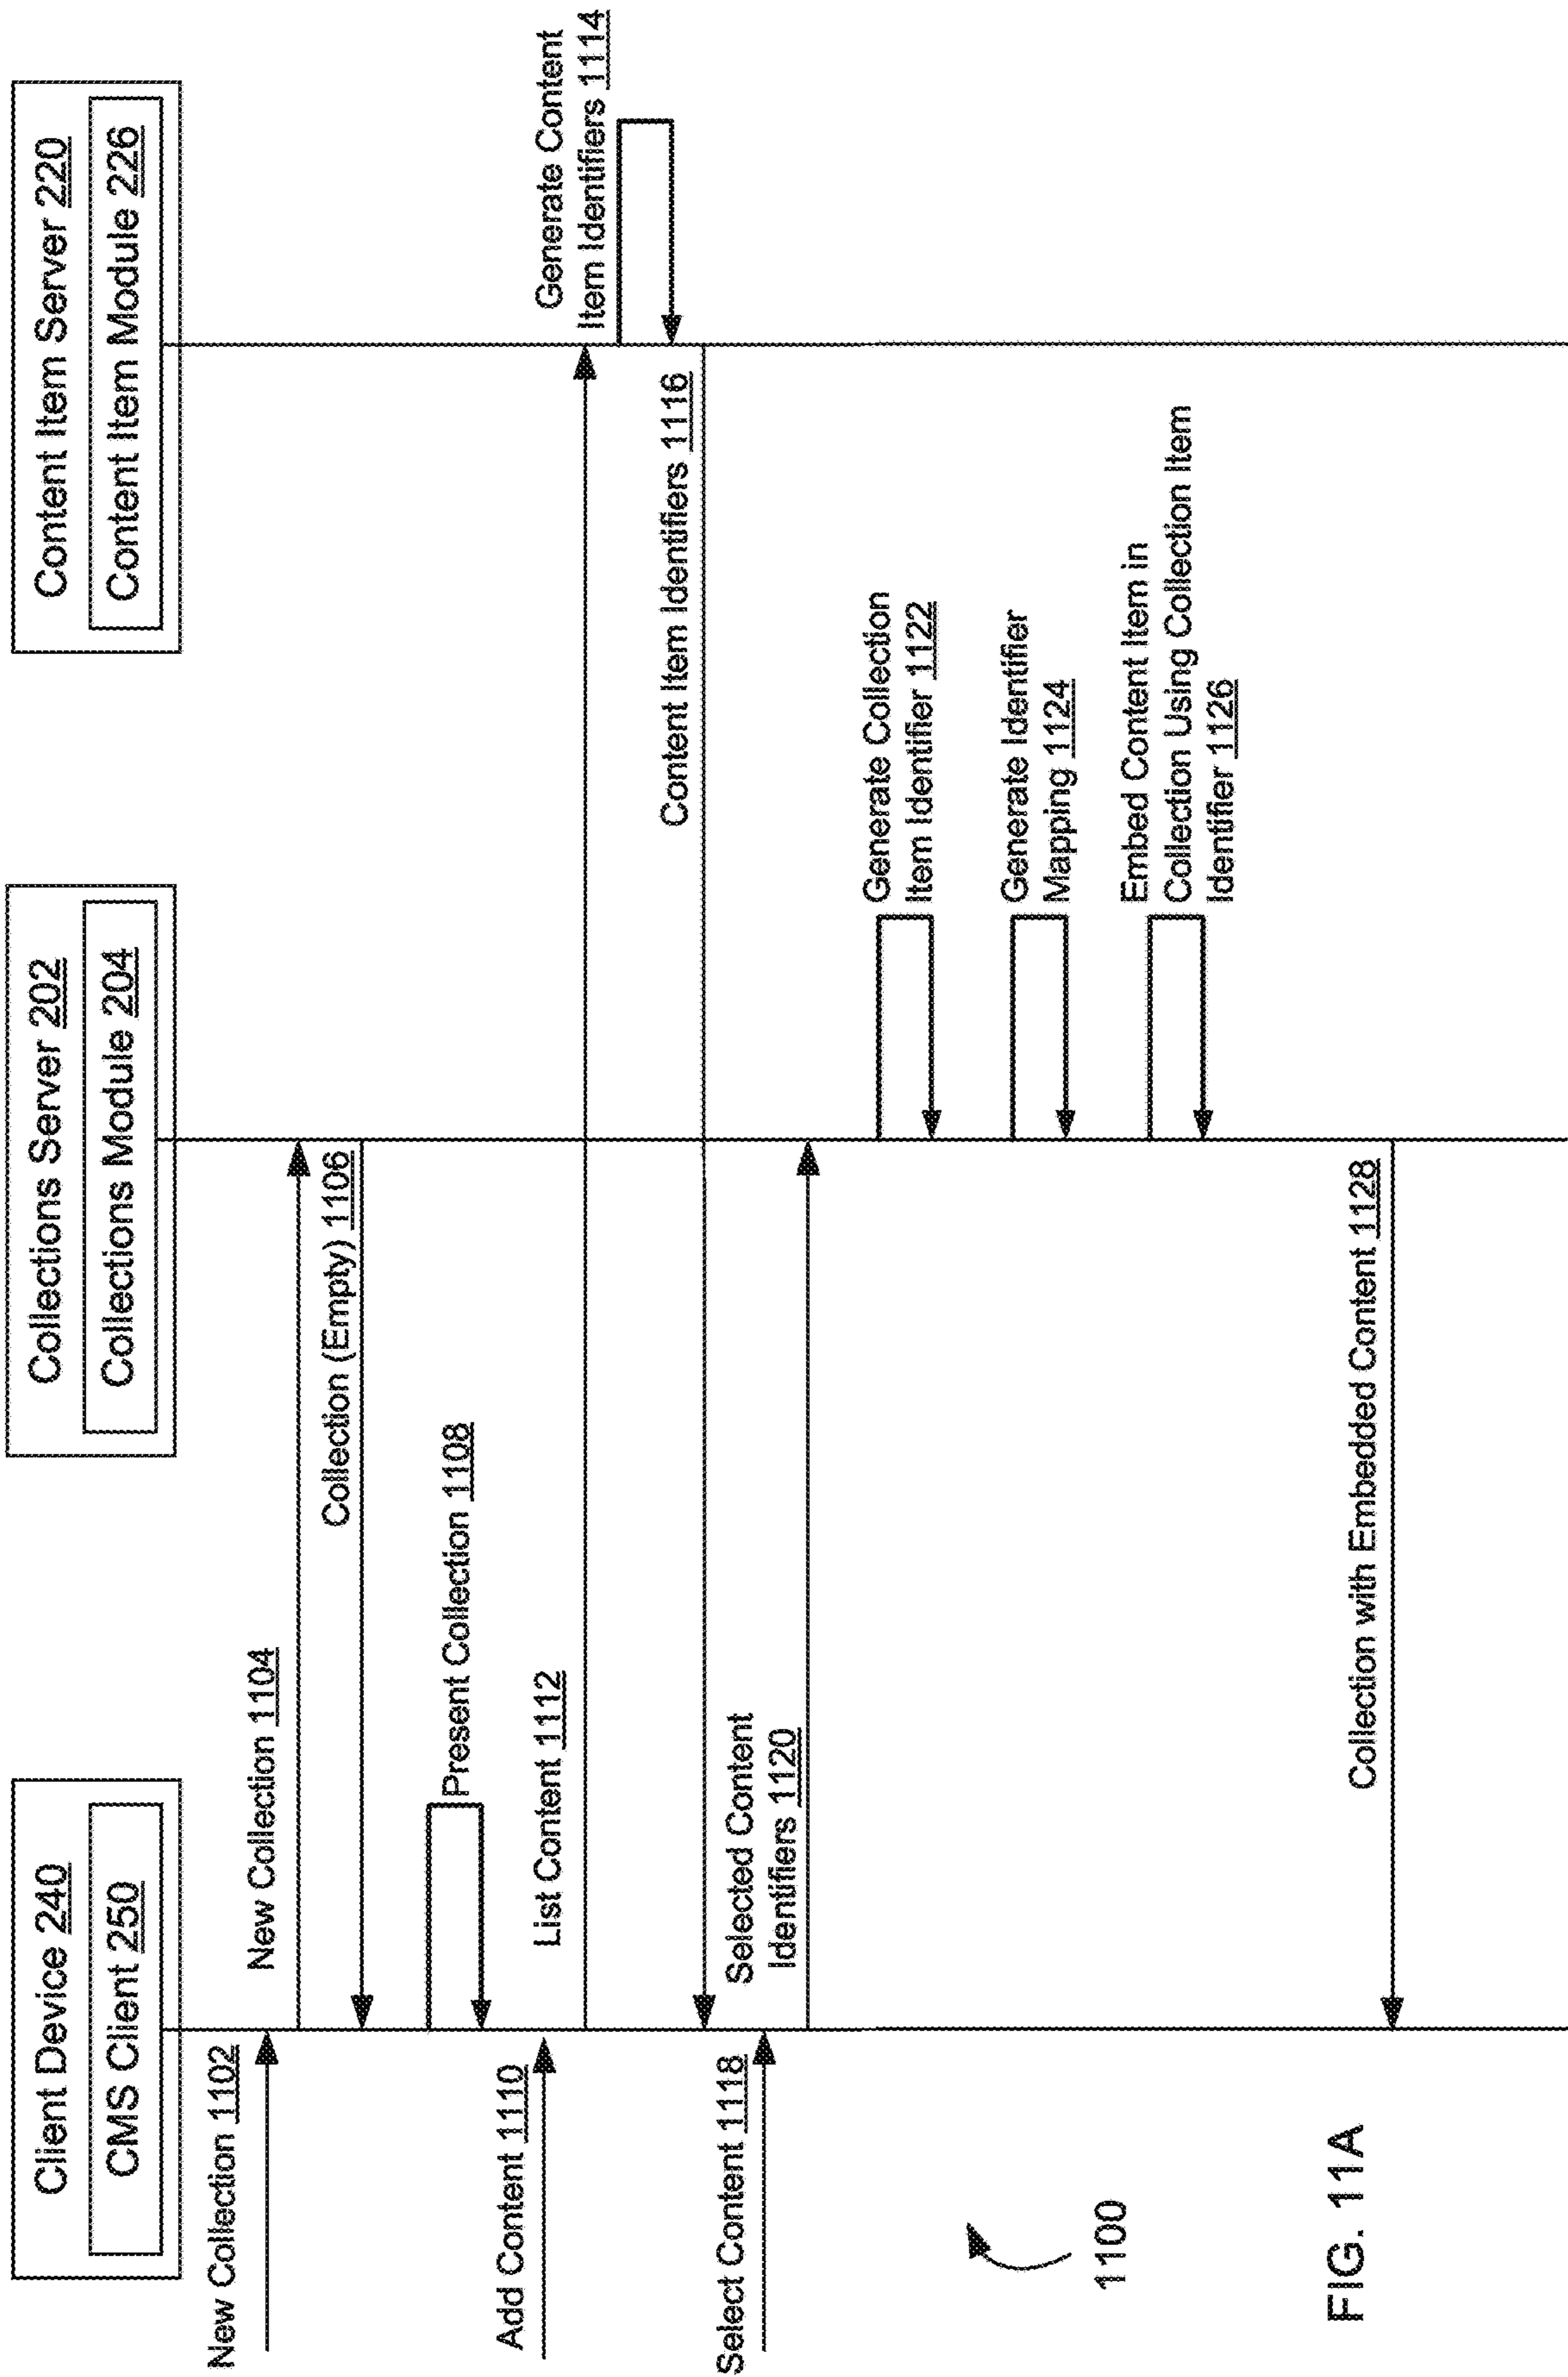 Client Device 240
CMS Client 250
Collections Server 202
Collections Module 204
Content Item Server 220
Content Item Module 226
New Collection 1102
New Collection 1104
Collection (Empty) 1106
Present Collection 1108
Add Content 1110
List Content 1112
Generate Content
Item Identifiers 1114
Content Item Identifiers 1116
Select Content 1118
Selected Content
Identifiers 1120
Generate Collection
Item Identifier 1122
Generate Identifier
Mapping 1124
Embed Content Item in
Collection Using Collection Item
Identifier 1126
Collection with Embedded Content 1128
1100
FIG. 11A